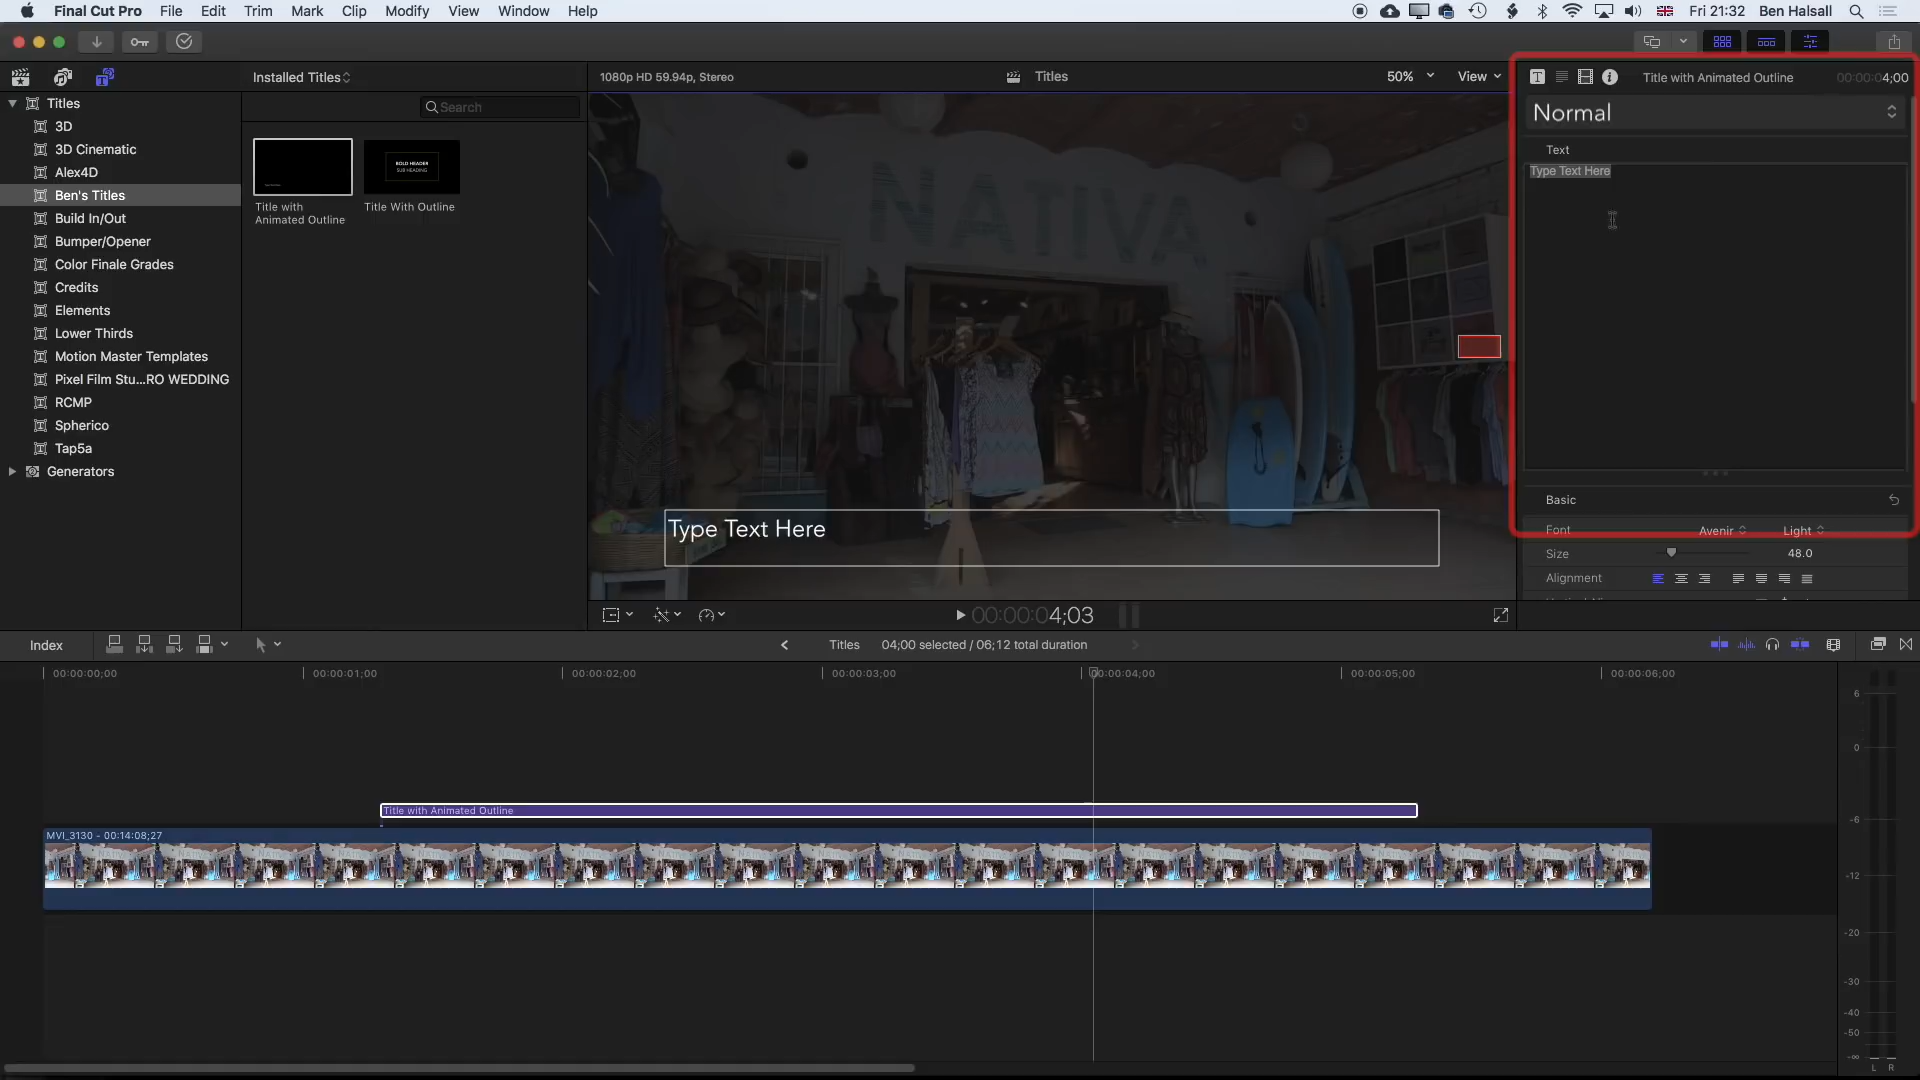 Final Cut Pro File Edit Trim Mark Clip Modify View Window Help Fri 21:32 Ben Halsall
Installed Titles
1080p HD 59.94p, Stereo Titles 50% View
Title with Animated Outline 00:00:04;00
Titles
3D
3D Cinematic
Alex4D
Ben's Titles
Build In/Out
Bumper/Opener
Color Finale Grades
Credits
Elements
Lower Thirds
Motion Master Templates
Pixel Film Stu...RO WEDDING
RCMP
Spherico
Tap5a
Generators
Search
BOLD HEADER
SUB HEADING
Title with
Animated Outline
Title With Outline
NATIVA
Type Text Here
00:00:00:04;03
Normal
Text
Type Text Here
Basic
Font Avenir Light
Size 48.0
Alignment
Index Titles 04;00 selected / 06;12 total duration
00:00:00;00 00:00:01;00 00:00:02;00 00:00:03;00 00:00:04;00 00:00:05;00 00:00:06;00
Title with Animated Outline
MVI_3130 - 00:14:08;27
6
0
-6
-12
-20
-30
-40
-50
-∞
L R